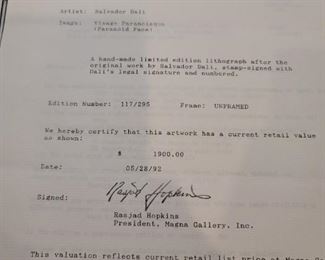 Artist: Salvador Dali
Image: Visage Paranoiaque
(Paranoid Face)
A hand-made limited edition lithograph after the
original work by Salvador Dali, stamp-signed with
Dali's legal signature and numbered.
Edition Number: 117/295 Frame: UNFRAMED
We hereby certify that this artwork has a current retail value
as shown:
$ 1900.00
Date: 05/28/92
Signed: Rasjad Hopkins
Rasjad Hopkins
President, Magna Gallery, Inc.
This valuation reflects current retail list price at Magna